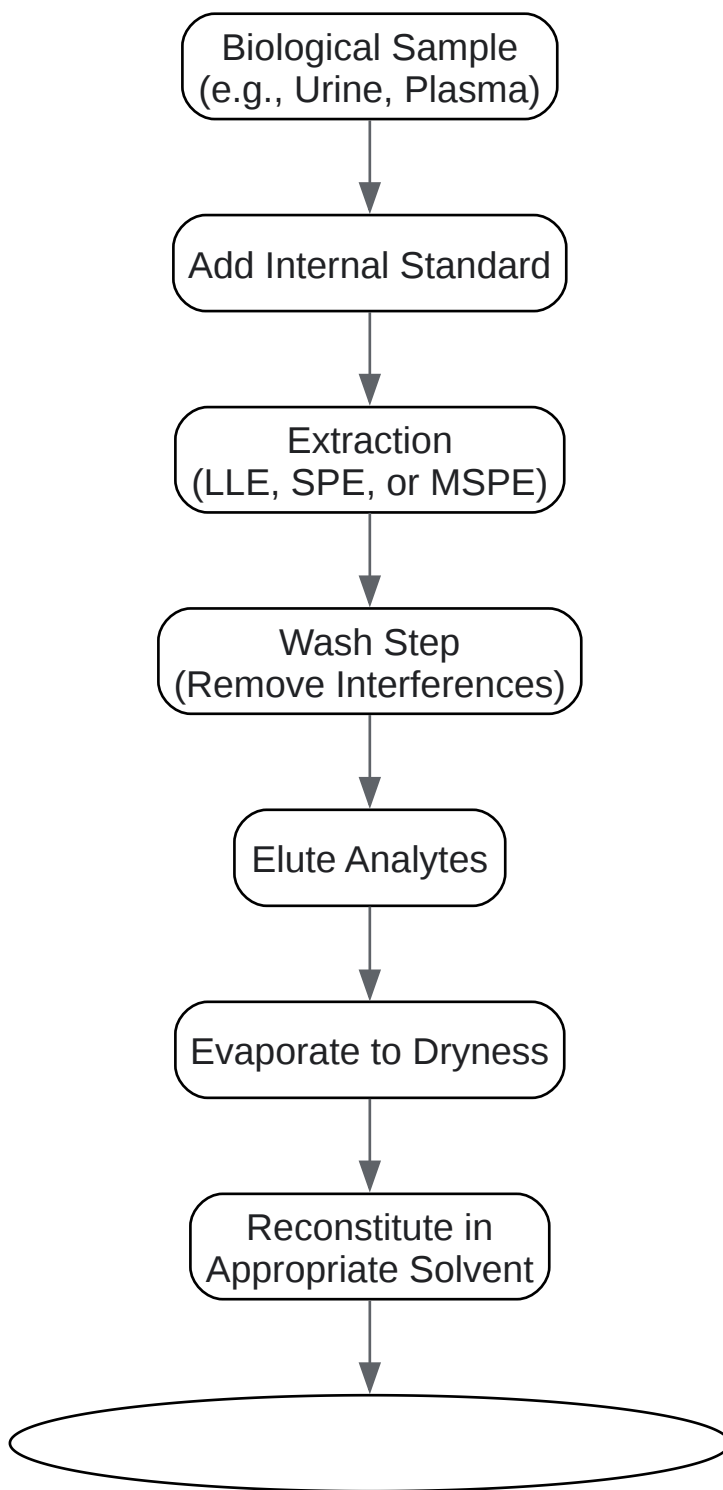 Biological Sample
(e.g., Urine, Plasma)
Add Internal Standard
Extraction
(LLE, SPE, or MSPE)
Wash Step
(Remove Interferences)
Elute Analytes
Evaporate to Dryness
Reconstitute in
Appropriate Solvent